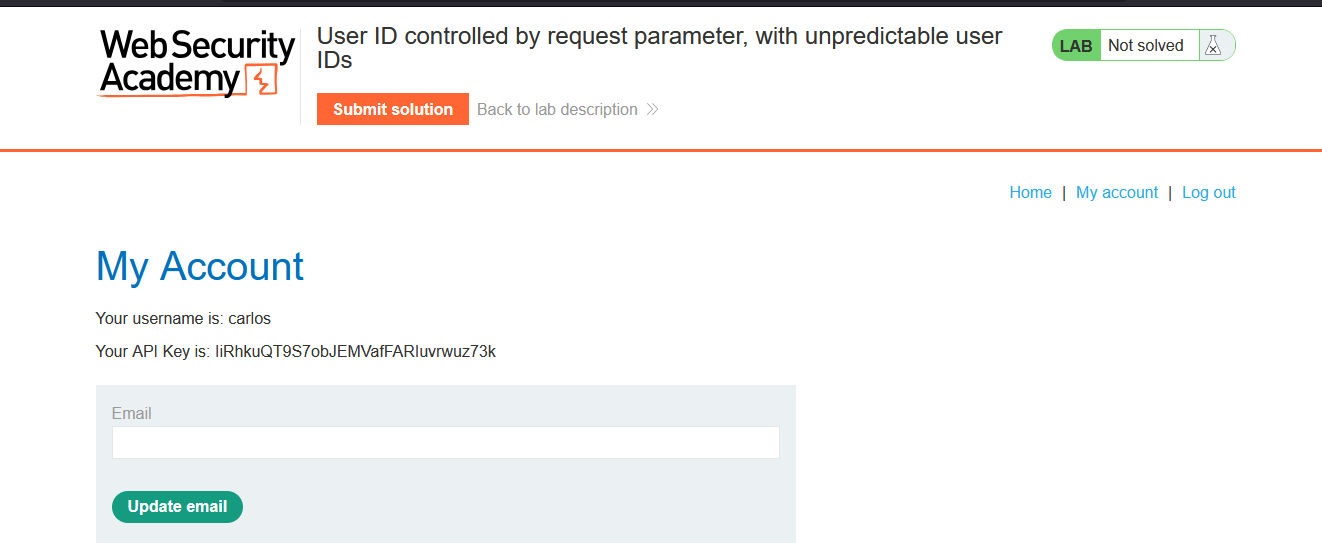 Web Security
Academy
User ID controlled by request parameter, with unpredictable user
IDs
LAB Not solved
Submit solution Back to lab description
Home | My account | Log out
My Account
Your username is: carlos
Your API Key is: IiRhkuQT9S7obJEMVafFARIuvrwuz73k
Email
Update email